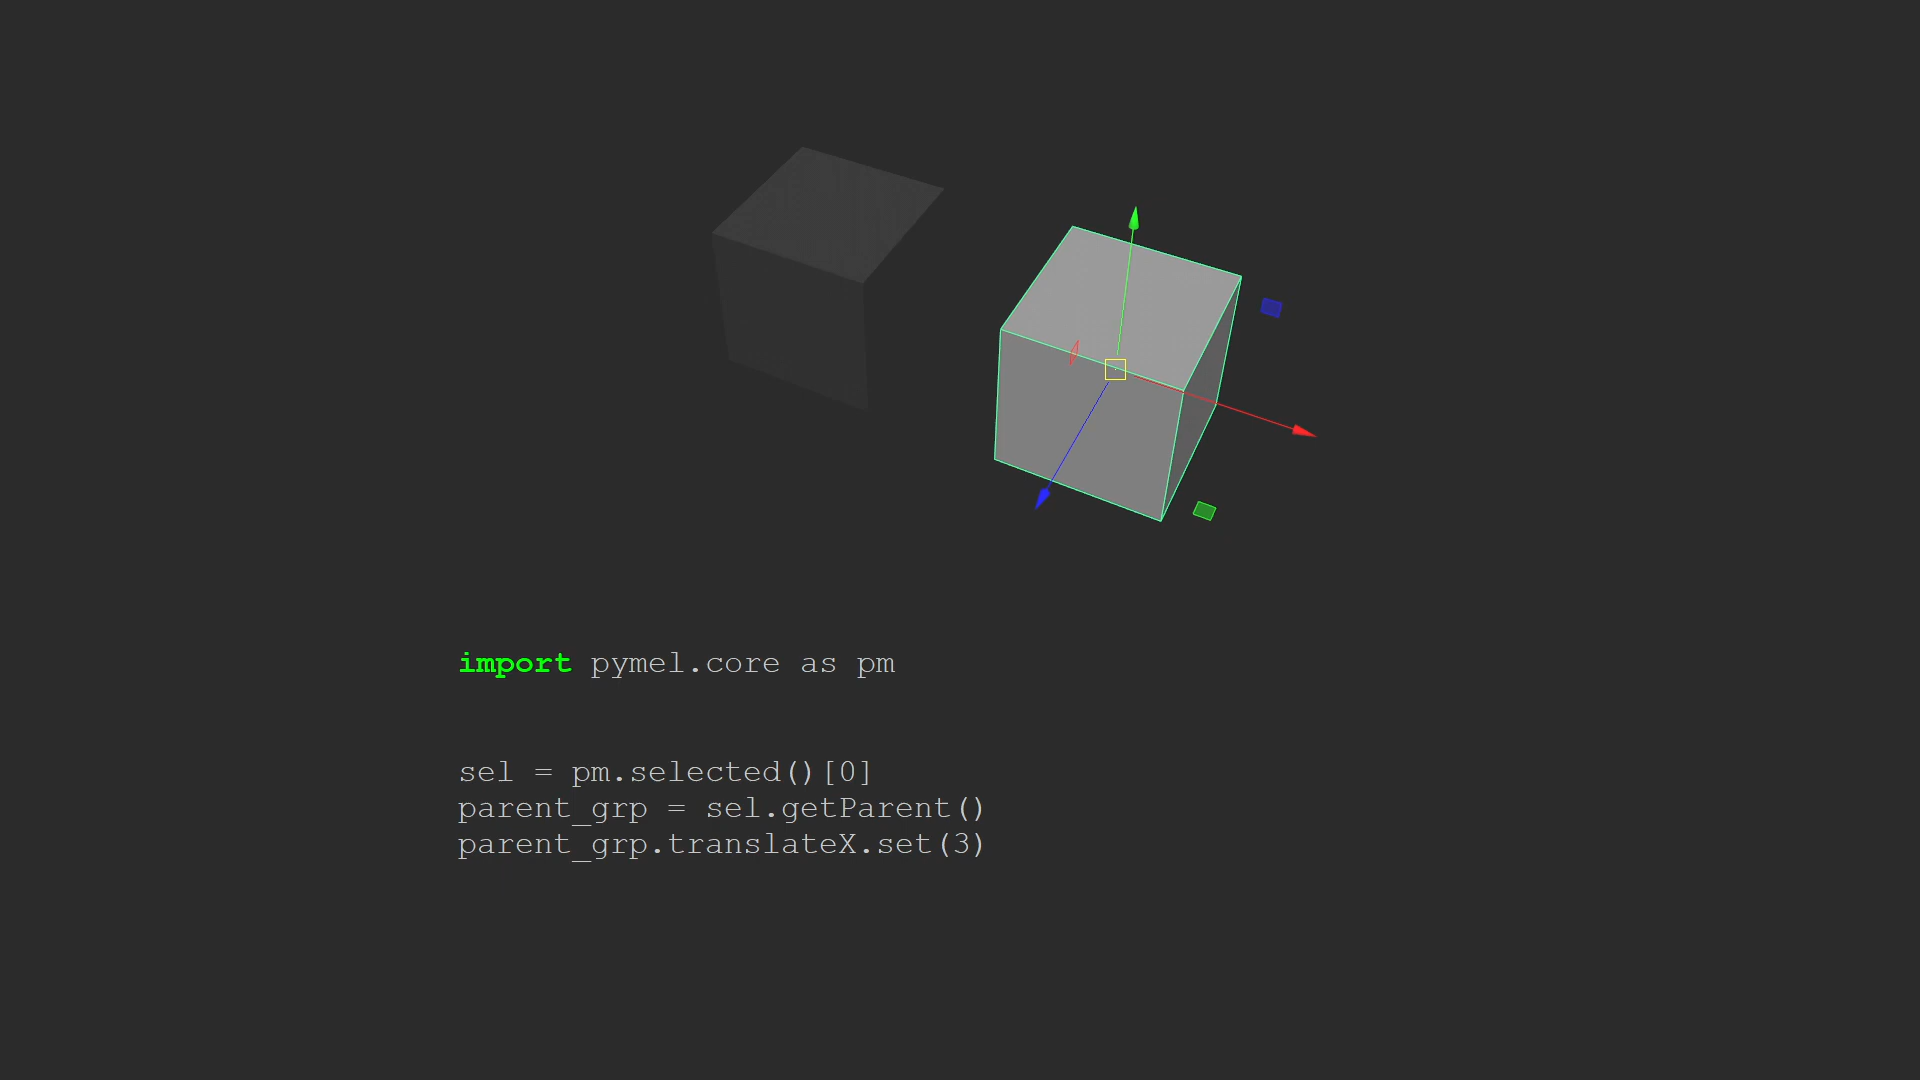 import pymel.core as pm
sel = pm.selected()[0]
parent_grp = sel.getParent()
parent_grp.translateX.set(3)